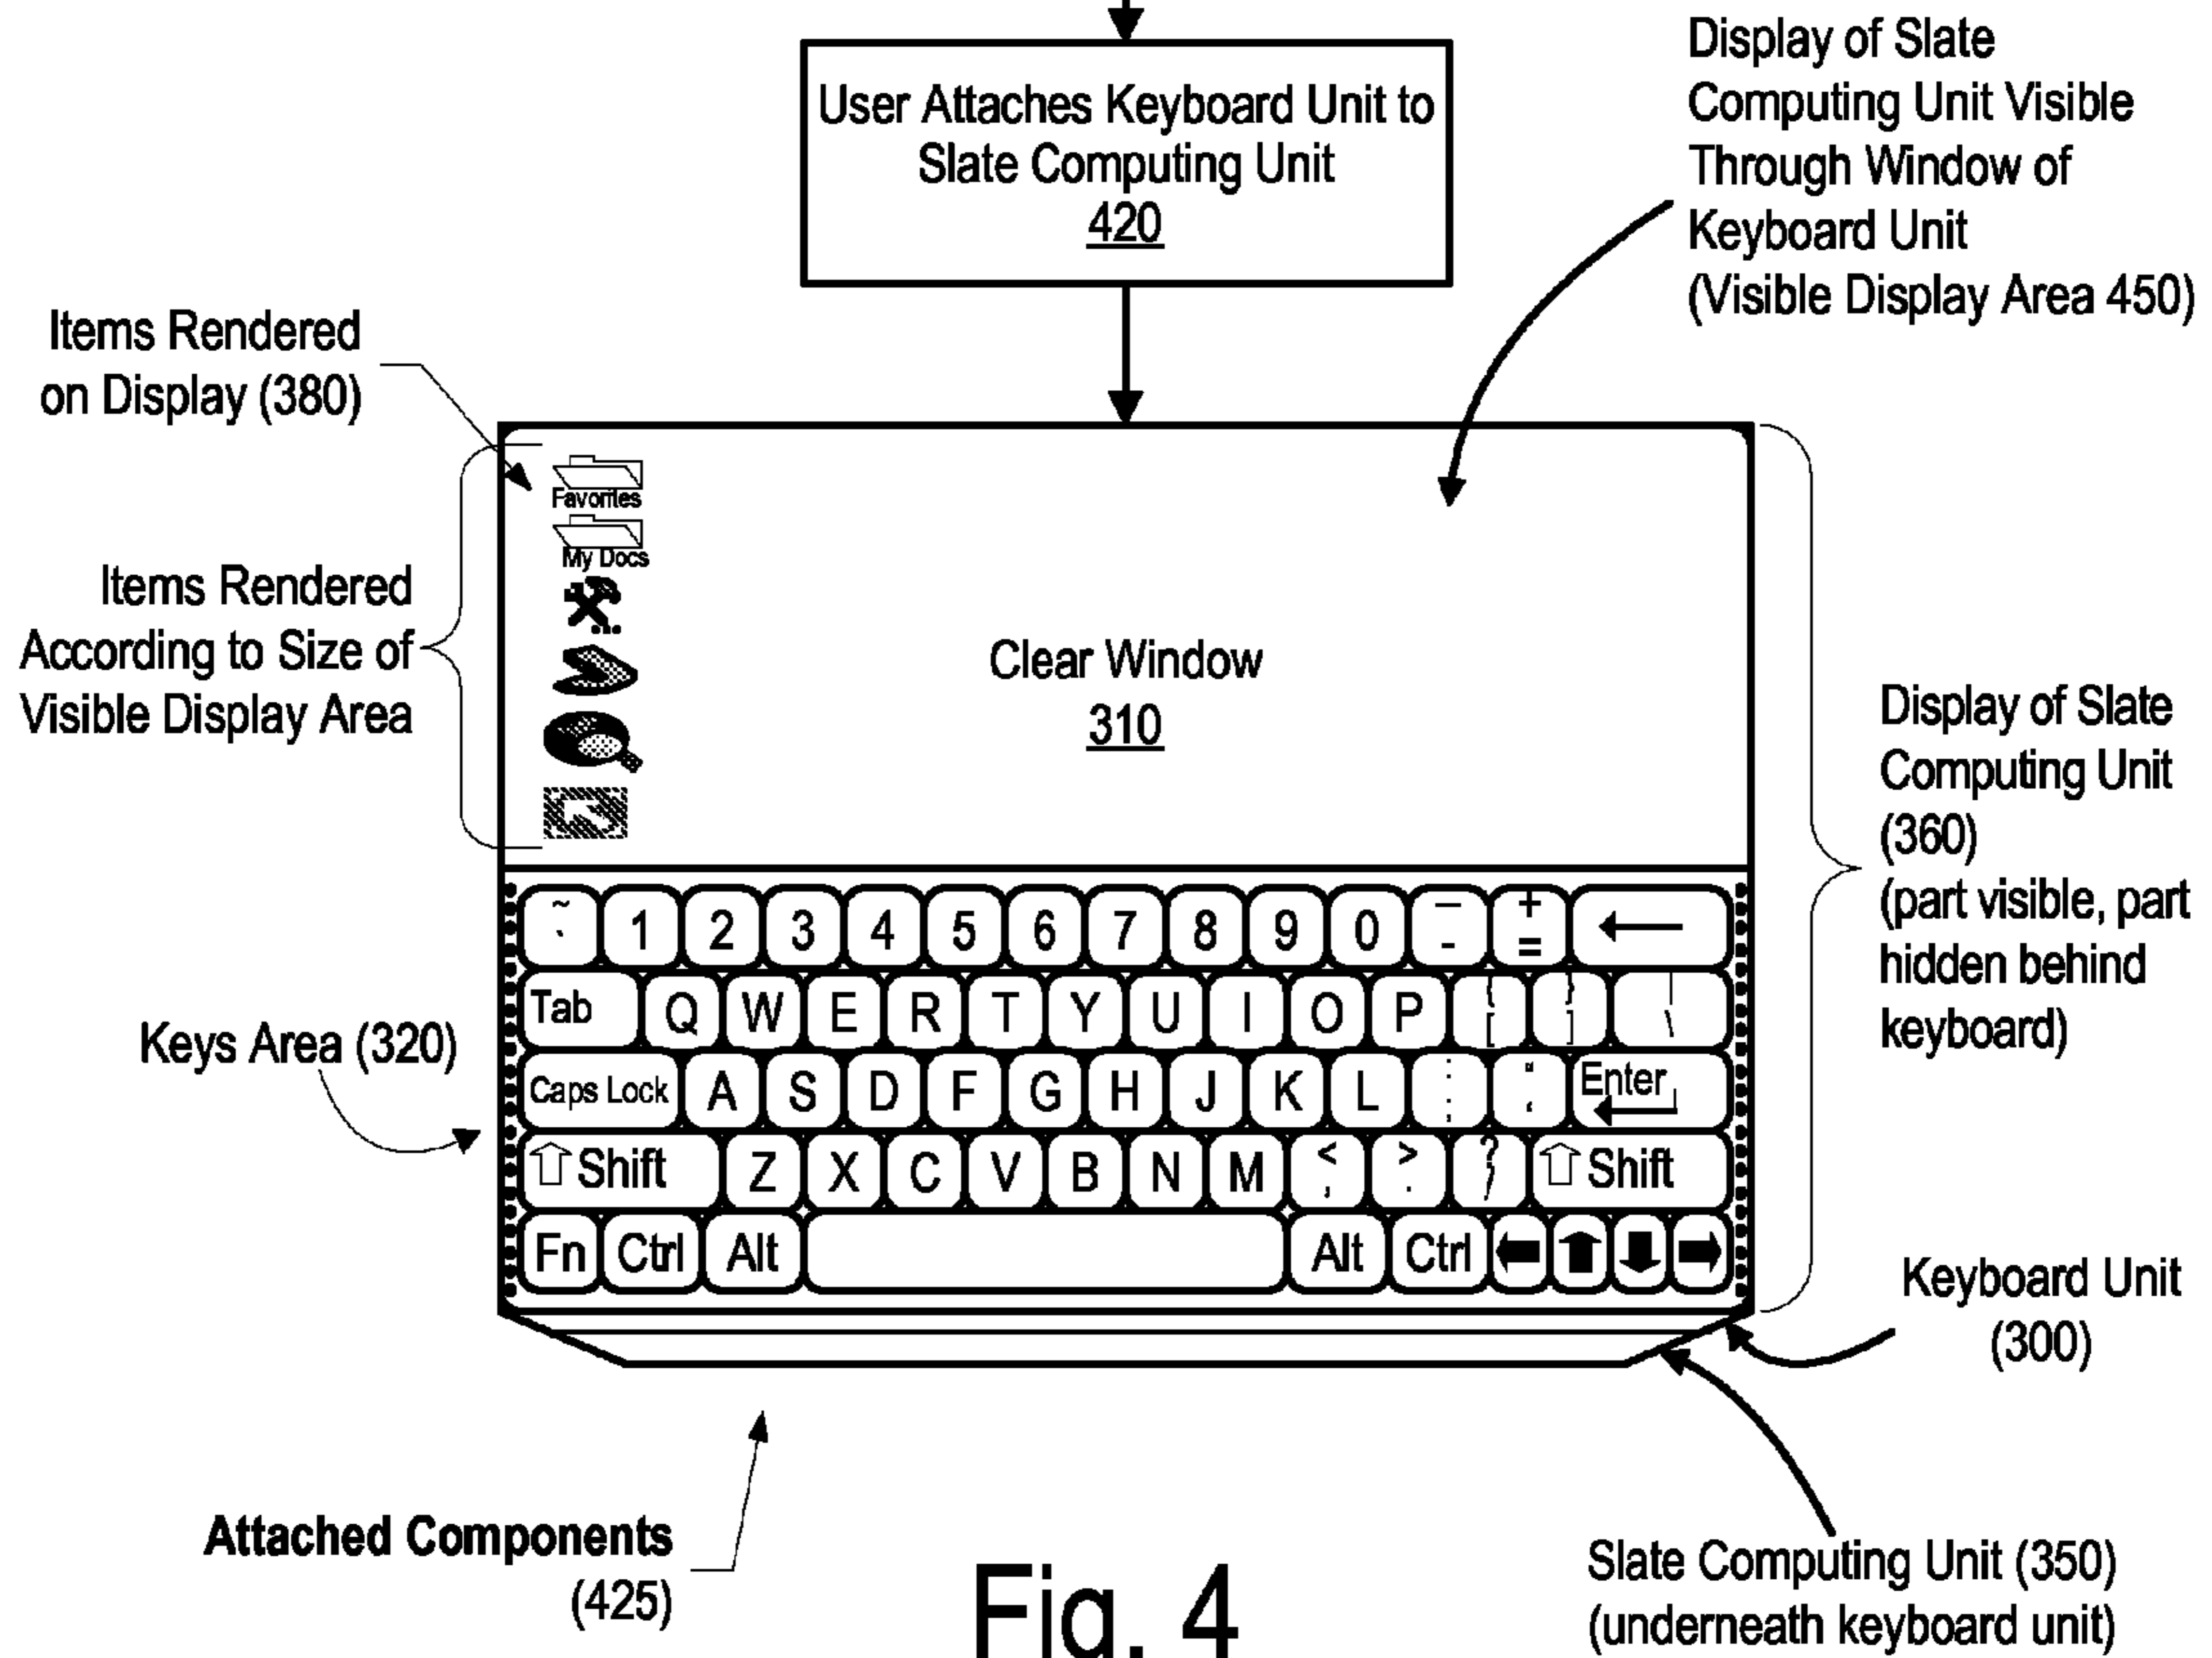 User Attaches Keyboard Unit to
Slate Computing Unit
420
Display of Slate
Computing Unit Visible
Through Window of
Keyboard Unit
(Visible Display Area 450)
Items Rendered
on Display (380)
Items Rendered
According to Size of
Visible Display Area
Favorites
My Docs
Clear Window
310
Display of Slate
Computing Unit
(360)
(part visible, part
hidden behind
keyboard)
Keys Area (320)
~ 1 2 3 4 5 6 7 8 9 0 _ +
` - =
Tab Q W E R T Y U I O P { } |
[ ] \
Caps Lock A S D F G H J K L : " Enter
; '
Shift Z X C V B N M < > ? Shift
, . /
Fn Ctrl Alt Alt Ctrl
Keyboard Unit
(300)
Attached Components
(425)
Slate Computing Unit (350)
(underneath keyboard unit)
Fig. 4